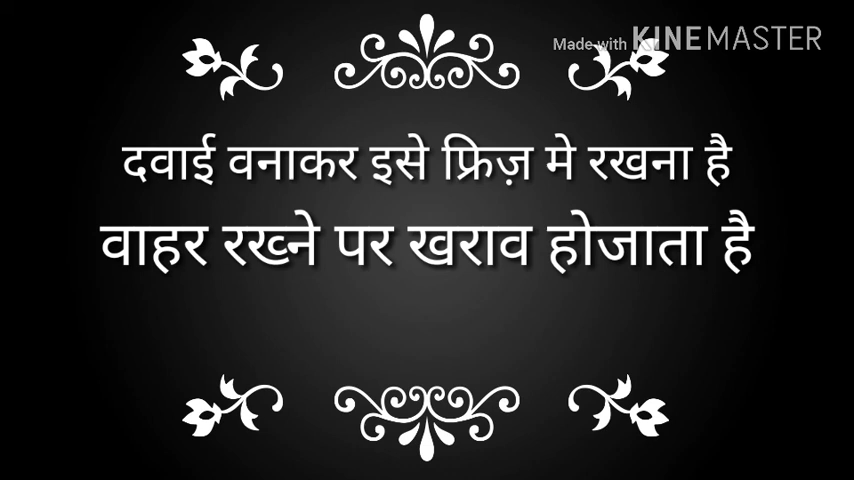 Made with KINEMASTER
दवाई वनाकर इसे फ्रिज़ मे रखना है
वाहर रख्ने पर खराव होजाता है